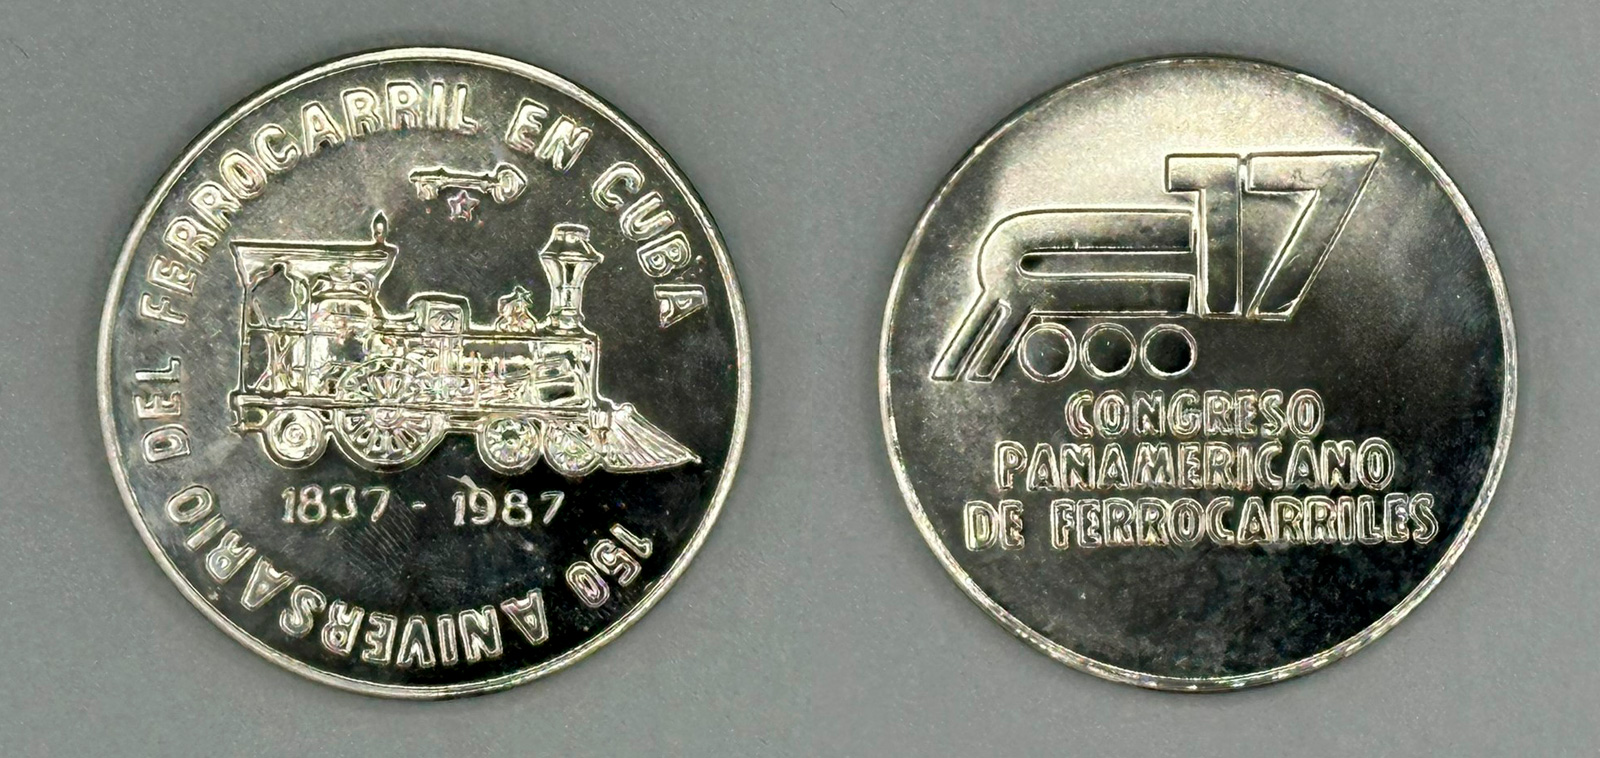 150 ANIVERSARIO DEL FERROCARRIL EN CUBA
1837 - 1987
17
CONGRESO
PANAMERICANO
DE FERROCARRILES